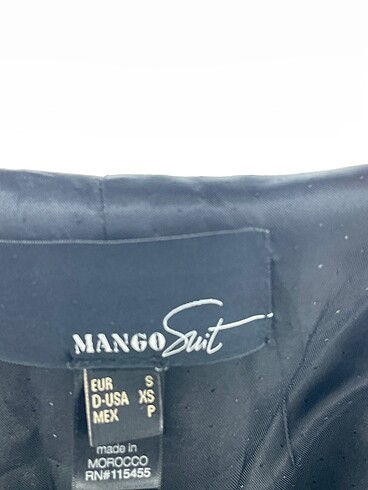 MANGO Suit
EUR S
D-USA XS
MEX P
made in
MOROCCO
RN#115455